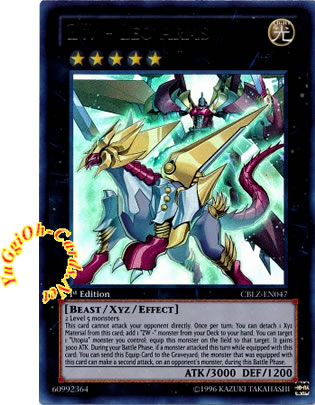 ZW - LEO ARMS
LIGHT
光
YuGgiOh-Cards.Net
1st Edition
CBLZ-EN047
[BEAST / XYZ / EFFECT]
2 Level 5 monsters
This card cannot attack your opponent directly. Once per turn: You can detach 1 Xyz
Material from this card; add 1 "ZW -" monster from your Deck to your hand. You can target
1 "Utopia" monster you control; equip this monster on the field to that target. It gains
3000 ATK. During your Battle Phase, if a monster attacked this turn while equipped with this
card: You can send this Equip Card to the Graveyard; the monster that was equipped with this
card can make a second attack, on an opponent's monster, during this Battle Phase.
ATK/3000 DEF/1200
60992364
©1996 KAZUKI TAKAHASHI